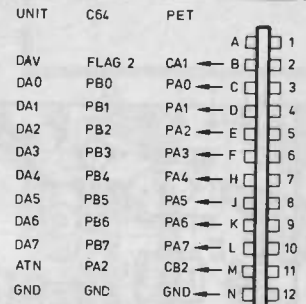 UNIT C64 PET
A 1
DAV FLAG 2 CA1 B 2
DA0 PB0 PA0 C 3
DA1 PB1 PA1 D 4
DA2 PB2 PA2 E 5
DA3 PB3 PA3 F 6
DA4 PB4 PA4 H 7
DA5 PB5 PA5 J 8
DA6 PB6 PA6 K 9
DA7 PB7 PA7 L 10
ATN PA2 CB2 M 11
GND GND GND N 12